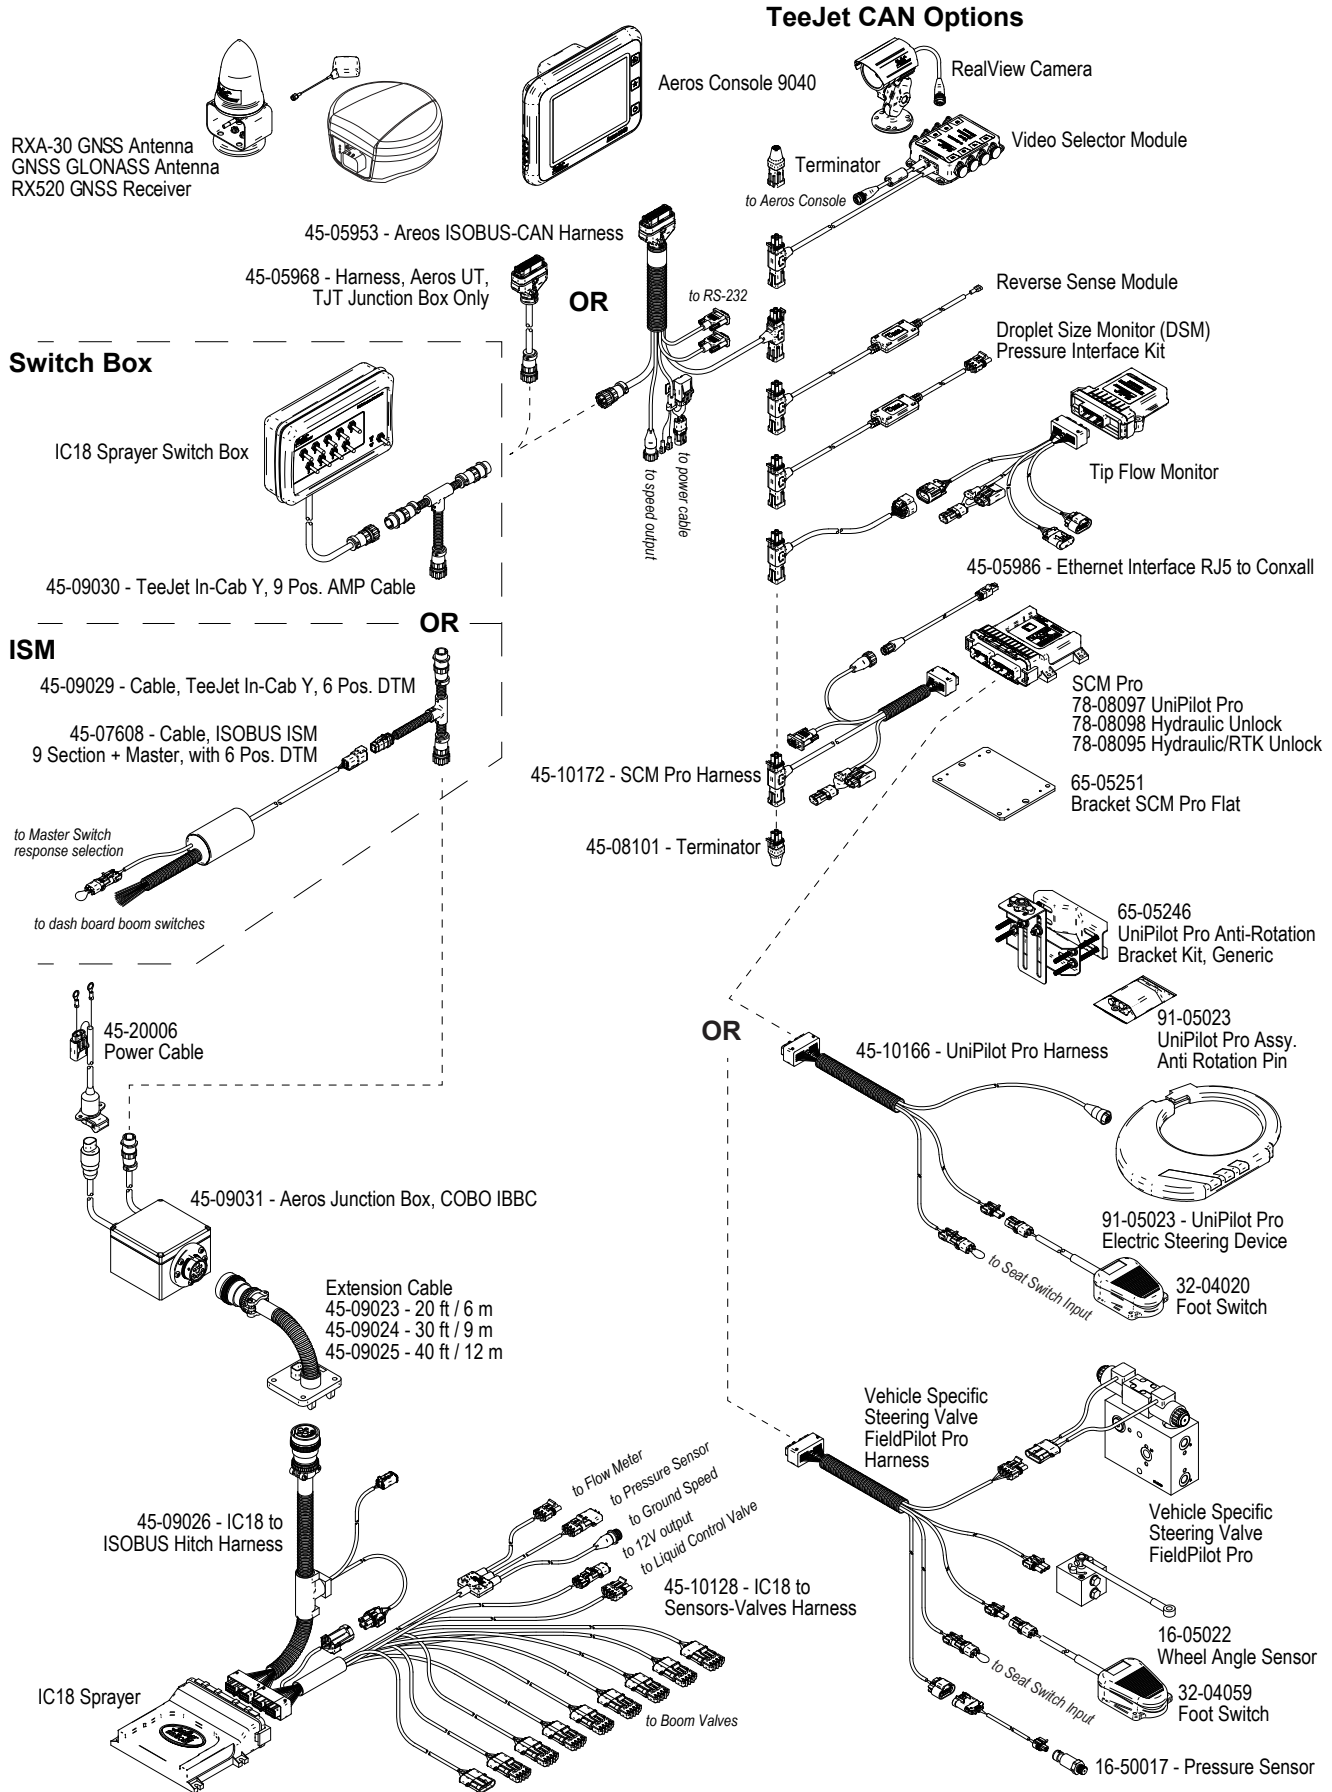 TeeJet CAN Options
RealView Camera
Aeros Console 9040
RXA-30 GNSS Antenna
GNSS GLONASS Antenna
RX520 GNSS Receiver
Video Selector Module
Terminator
to Aeros Console
45-05953 - Areos ISOBUS-CAN Harness
45-05968 - Harness, Aeros UT,
TJT Junction Box Only
OR
to RS-232
Reverse Sense Module
Droplet Size Monitor (DSM)
Pressure Interface Kit
Switch Box
IC18 Sprayer Switch Box
to speed output
to power cable
Tip Flow Monitor
45-09030 - TeeJet In-Cab Y, 9 Pos. AMP Cable
45-05986 - Ethernet Interface RJ5 to Conxall
OR
ISM
45-09029 - Cable, TeeJet In-Cab Y, 6 Pos. DTM
45-07608 - Cable, ISOBUS ISM
9 Section + Master, with 6 Pos. DTM
SCM Pro
78-08097 UniPilot Pro
78-08098 Hydraulic Unlock
78-08095 Hydraulic/RTK Unlock
45-10172 - SCM Pro Harness
65-05251
Bracket SCM Pro Flat
to Master Switch
response selection
45-08101 - Terminator
to dash board boom switches
65-05246
UniPilot Pro Anti-Rotation
Bracket Kit, Generic
45-20006
Power Cable
91-05023
UniPilot Pro Assy.
Anti Rotation Pin
OR
45-10166 - UniPilot Pro Harness
45-09031 - Aeros Junction Box, COBO IBBC
91-05023 - UniPilot Pro
Electric Steering Device
to Seat Switch Input
32-04020
Foot Switch
Extension Cable
45-09023 - 20 ft / 6 m
45-09024 - 30 ft / 9 m
45-09025 - 40 ft / 12 m
Vehicle Specific
Steering Valve
FieldPilot Pro
Harness
to Flow Meter
to Pressure Sensor
to Ground Speed
to 12V output
to Liquid Control Valve
45-09026 - IC18 to
ISOBUS Hitch Harness
Vehicle Specific
Steering Valve
FieldPilot Pro
45-10128 - IC18 to
Sensors-Valves Harness
16-05022
Wheel Angle Sensor
to Seat Switch Input
32-04059
Foot Switch
IC18 Sprayer
to Boom Valves
16-50017 - Pressure Sensor